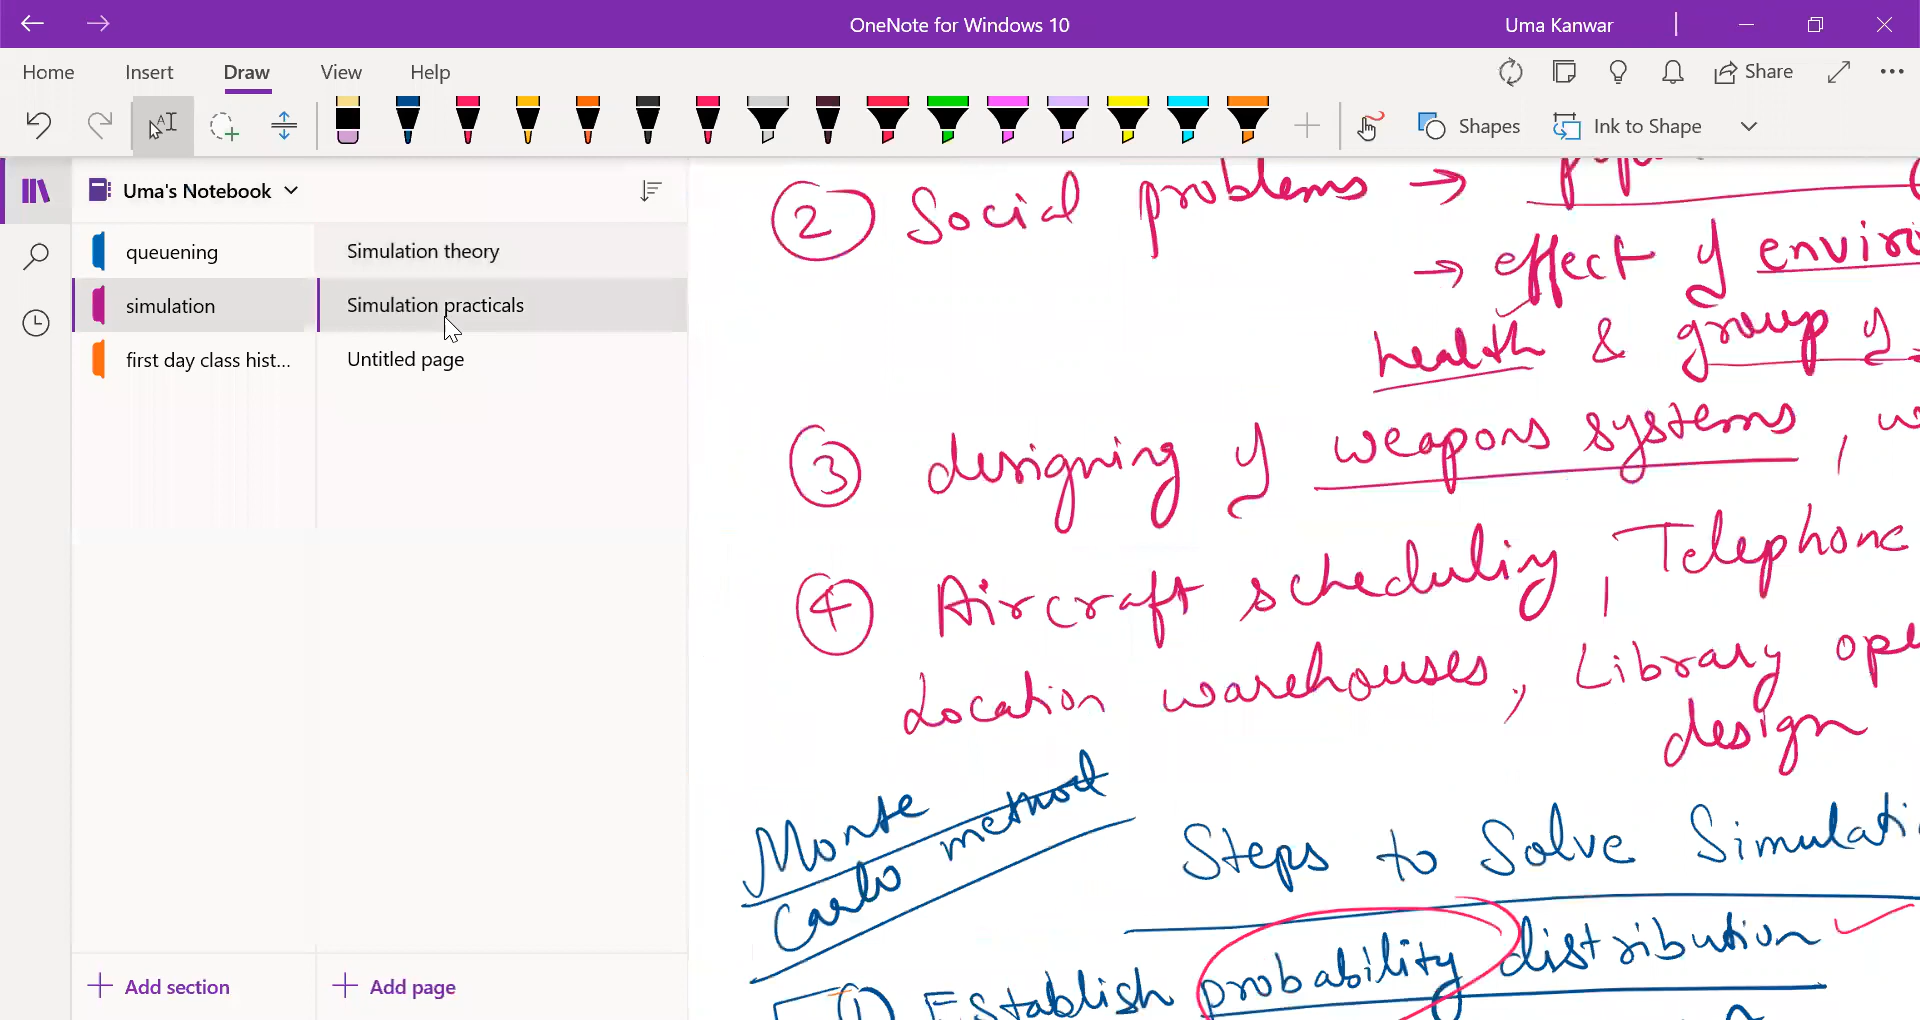 OneNote for Windows 10
Uma Kanwar
Home Insert Draw View Help
Share
Shapes
Ink to Shape
Uma's Notebook
queuening
simulation
first day class hist...
Simulation theory
Simulation practicals
Untitled page
Add section
Add page
② Social problems →
→ effect of enviro
health & group of
③ designing of weapons systems, w
④ Aircraft scheduling, Telephone
Location warehouses, Library ope
design
Monte
Carlo method
Steps to Solve Simulati
① Establish probability distribution ✓